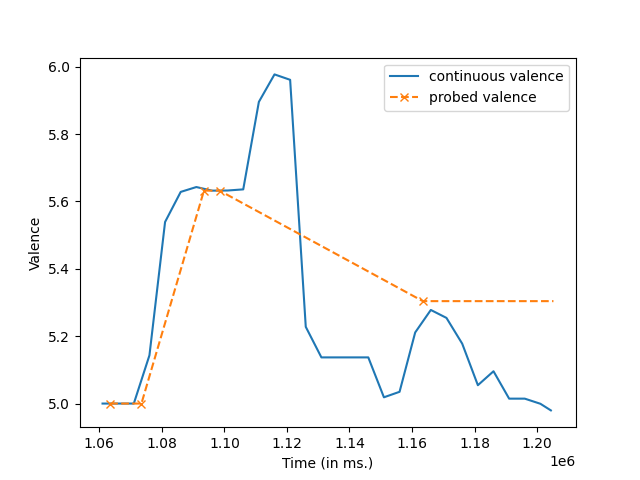 6.0
5.8
5.6
5.4
5.2
5.0
Valence
continuous valence
probed valence
1.06 1.08 1.10 1.12 1.14 1.16 1.18 1.20
1e6
Time (in ms.)